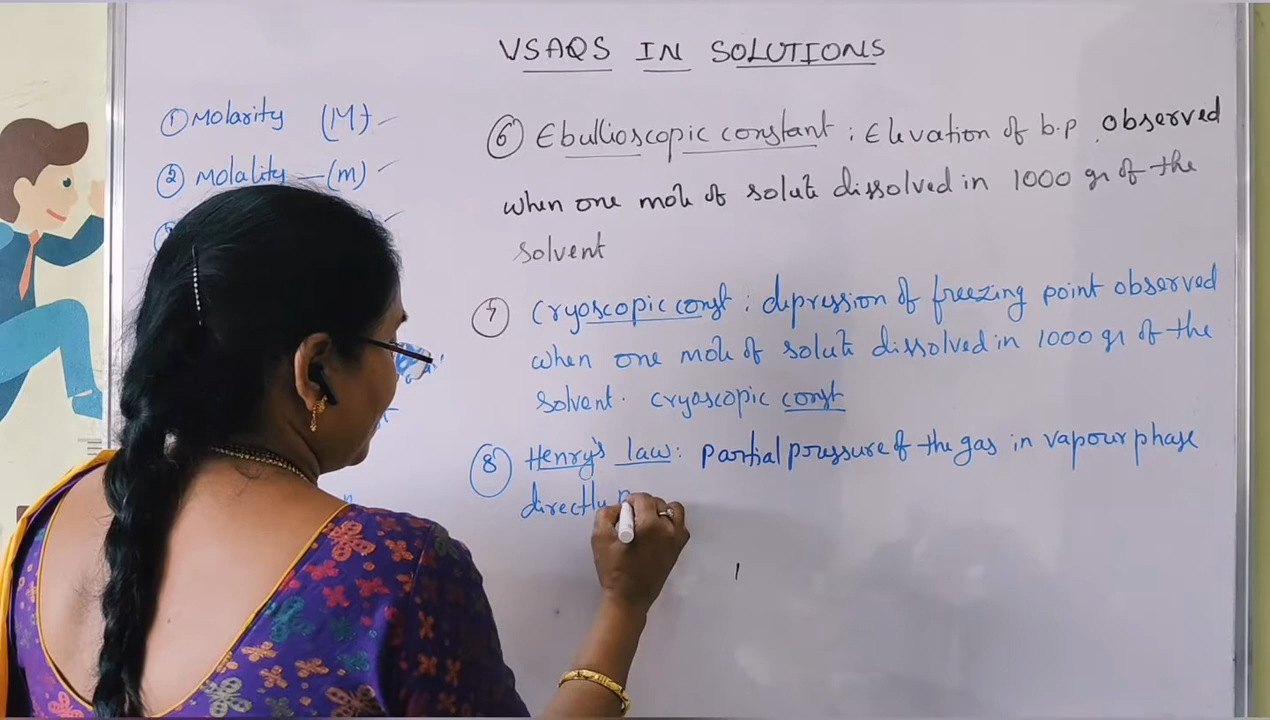 VSAQS IN SOLUTIONS
① Molarity (M)
② Molality - (m)
⑥ Ebullioscopic constant : Elevation of b.p observed
when one mole of solute dissolved in 1000 gr of the
solvent
⑦ Cryoscopic const : depression of freezing point observed
when one mole of solute dissolved in 1000 gr of the
solvent. cryoscopic const
⑧ Henry's law : partial pressure of the gas in vapour phase
directly